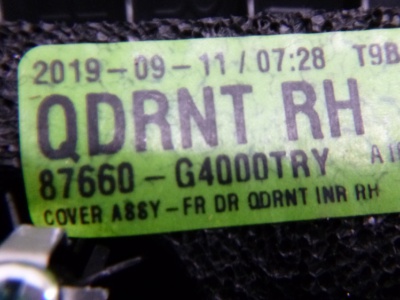 2019-09-11/07:28 T9B
QDRNT RH
87660-G4000TRY
COVER ASSY-FR DR QDRNT INR RH